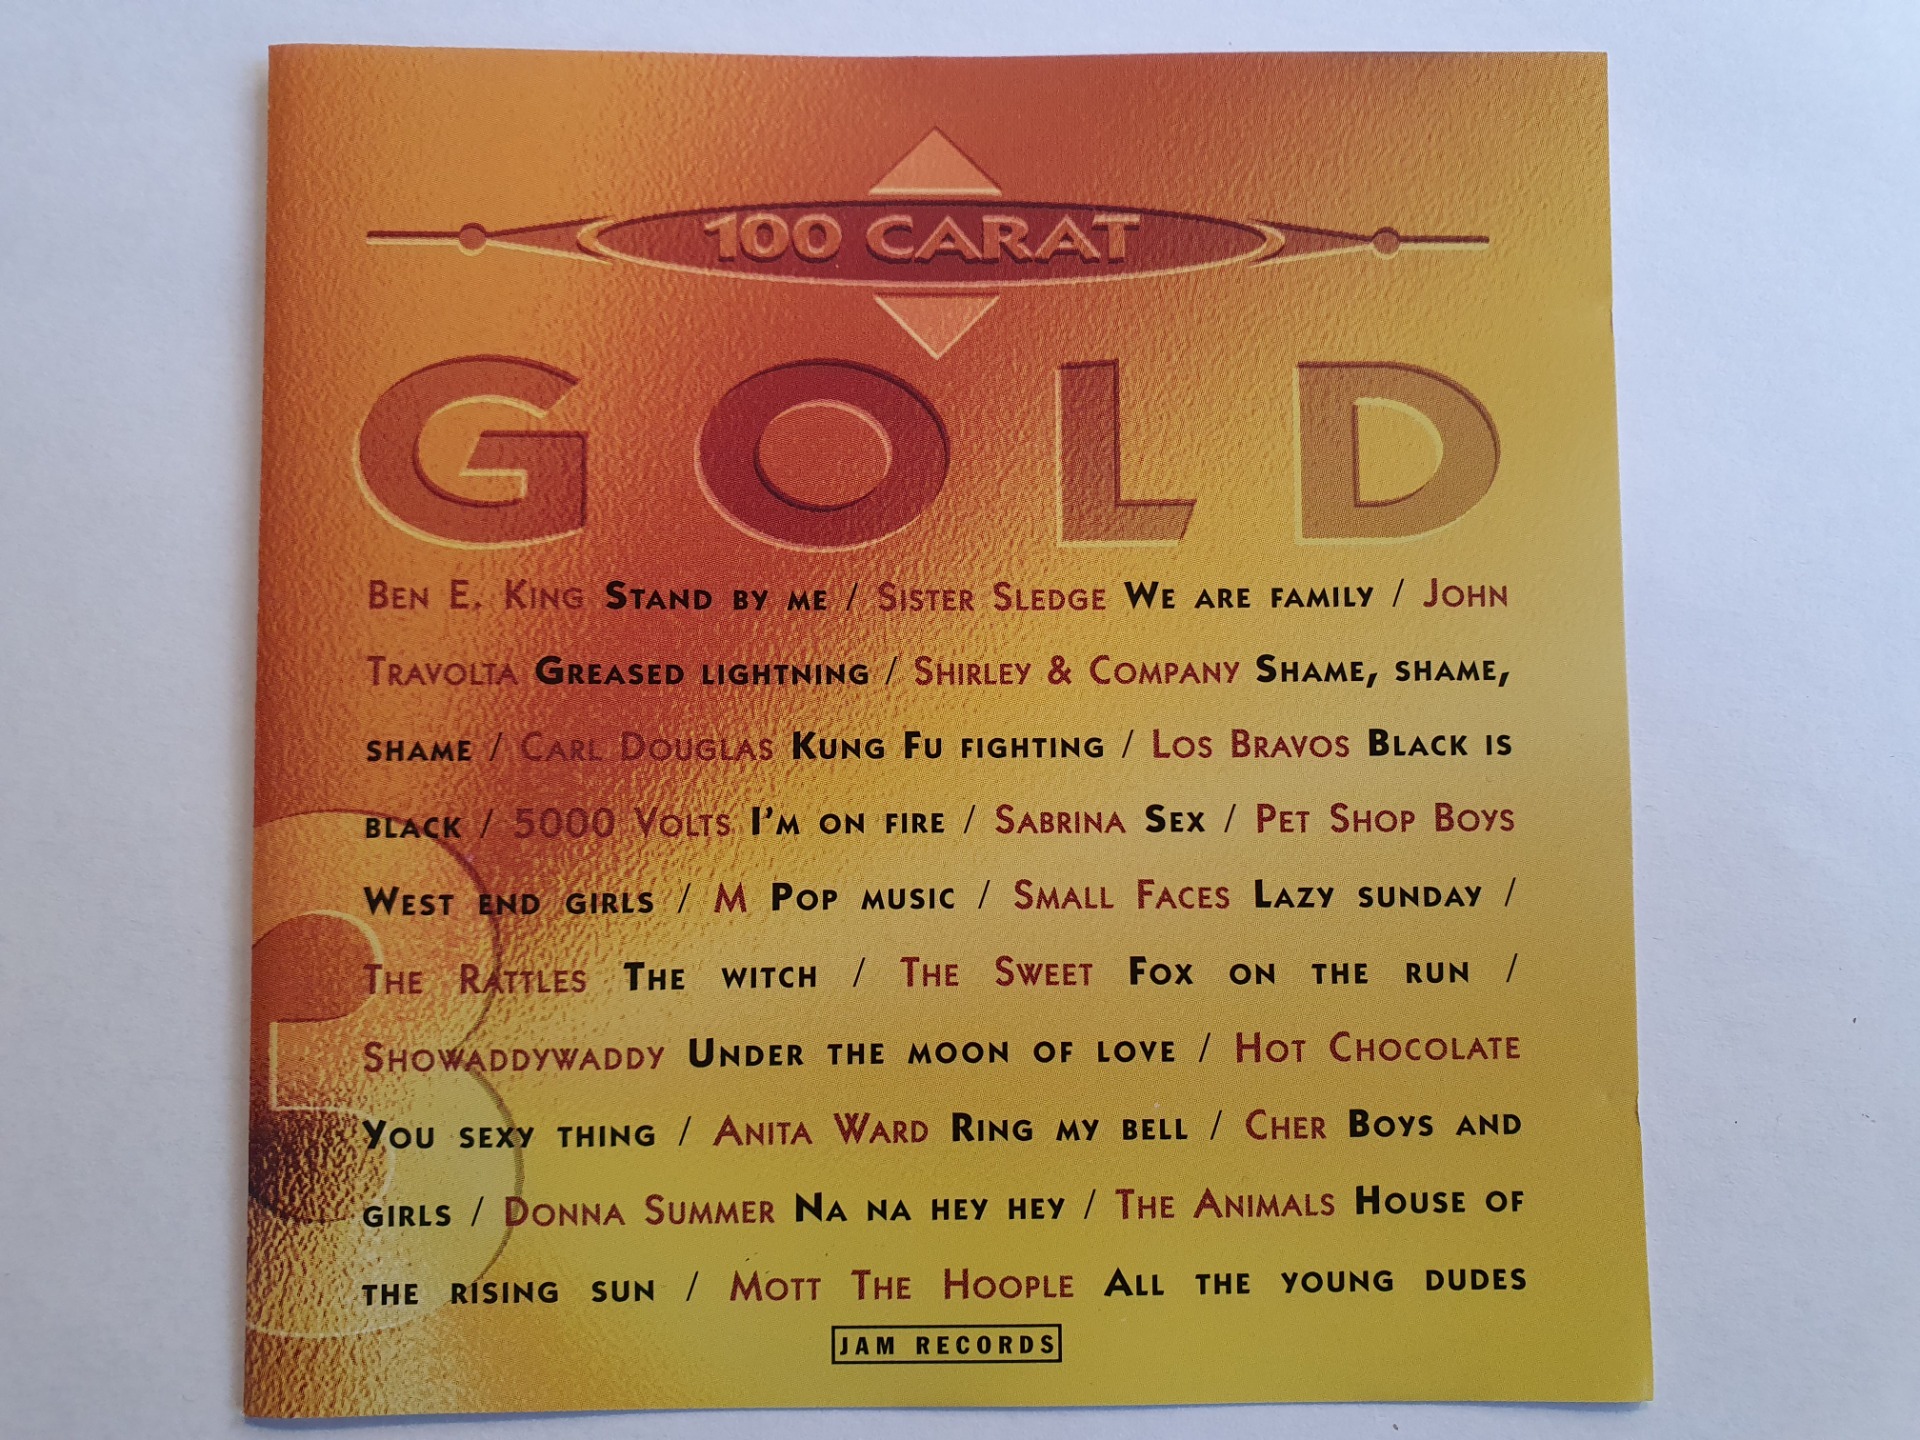 100 CARAT
GOLD
BEN E. KING STAND BY ME / SISTER SLEDGE WE ARE FAMILY / JOHN
TRAVOLTA GREASED LIGHTNING / SHIRLEY & COMPANY SHAME, SHAME,
SHAME / CARL DOUGLAS KUNG FU FIGHTING / LOS BRAVOS BLACK IS
BLACK / 5000 VOLTS I'M ON FIRE / SABRINA SEX / PET SHOP BOYS
WEST END GIRLS / M POP MUSIC / SMALL FACES LAZY SUNDAY /
THE RATTLES THE WITCH / THE SWEET FOX ON THE RUN /
SHOWADDYWADDY UNDER THE MOON OF LOVE / HOT CHOCOLATE
YOU SEXY THING / ANITA WARD RING MY BELL / CHER BOYS AND
GIRLS / DONNA SUMMER NA NA HEY HEY / THE ANIMALS HOUSE OF
THE RISING SUN / MOTT THE HOOPLE ALL THE YOUNG DUDES
3
JAM RECORDS